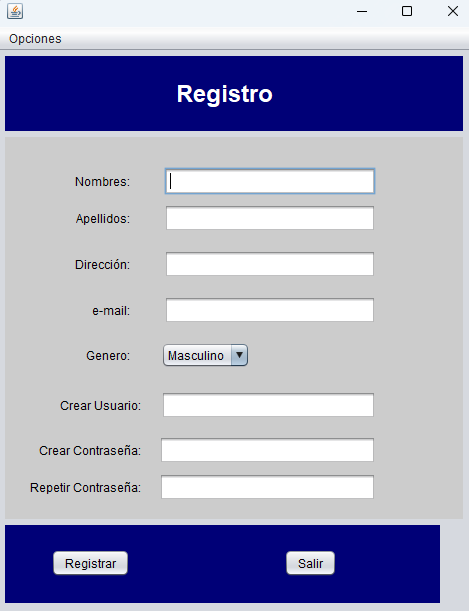 Opciones
Registro
Nombres:
Apellidos:
Dirección:
e-mail:
Genero: Masculino
Crear Usuario:
Crear Contraseña:
Repetir Contraseña:
Registrar Salir